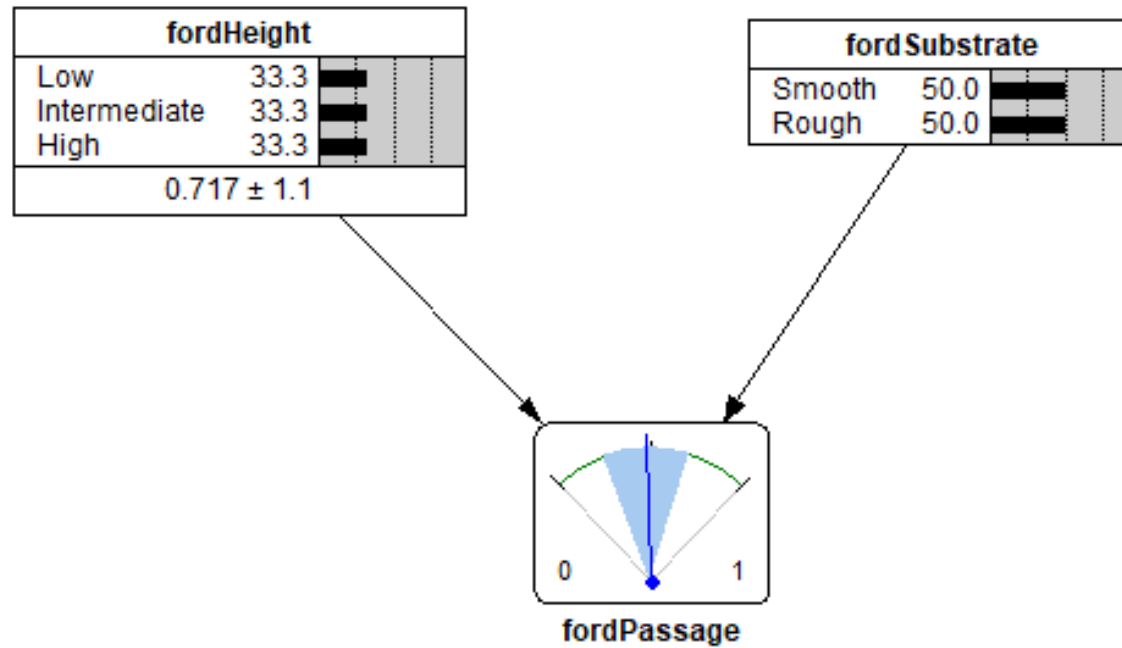 fordHeight
Low 33.3
Intermediate 33.3
High 33.3
0.717 ± 1.1
fordSubstrate
Smooth 50.0
Rough 50.0
0 1
fordPassage